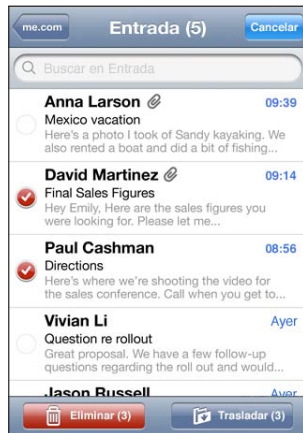 me.com
Entrada (5)
Cancelar
Buscar en Entrada
Anna Larson 09:39
Mexico vacation
Here's a photo I took of Sandy kayaking. We
also rented a boat and did a bit of fishing...
David Martinez 09:14
Final Sales Figures
Hey Emily, Here are the sales figures you
were looking for. Please let me...
Paul Cashman 08:56
Directions
Here's where we're shooting the video for
the sales conference. Call when you get to...
Vivian Li Ayer
Question re rollout
Great proposal. We have a few follow-up
questions regarding the roll out and would...
Jason Russell Ayer
Eliminar (3)
Trasladar (3)